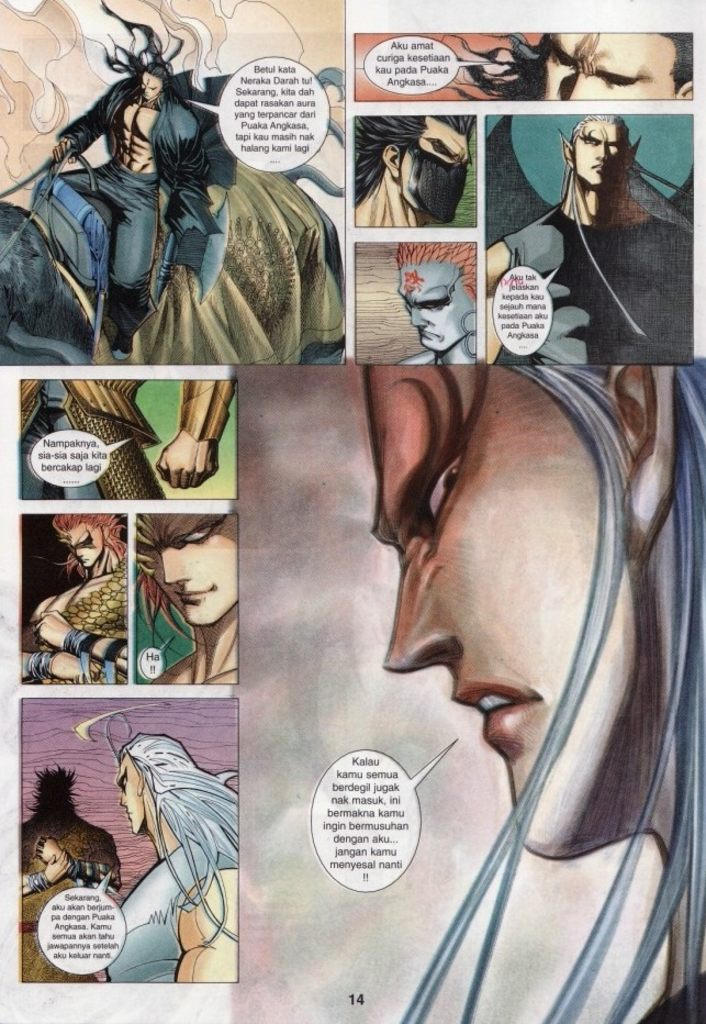 Betul kata
Neraka Darah tu!
Sekarang, kita dah
dapat rasakan aura
yang terpancar dari
Puaka Angkasa,
tapi kau masih nak
halang kami lagi
....
Aku amat
curiga kesetiaan
kau pada Puaka
Angkasa....
Aku tak
jelaskan
kepada kau
sejauh mana
kesetiaan aku
pada Puaka
Angkasa
....
Nampaknya,
sia-sia saja kita
bercakap lagi
......
Ha
!!
Sekarang,
aku akan berjum-
pa dengan Puaka
Angkasa. Kamu
semua akan tahu
jawapannya setelah
aku keluar nanti.
Kalau
kamu semua
berdegil jugak
nak masuk, ini
bermakna kamu
ingin bermusuhan
dengan aku...
jangan kamu
menyesal nanti
!!
14